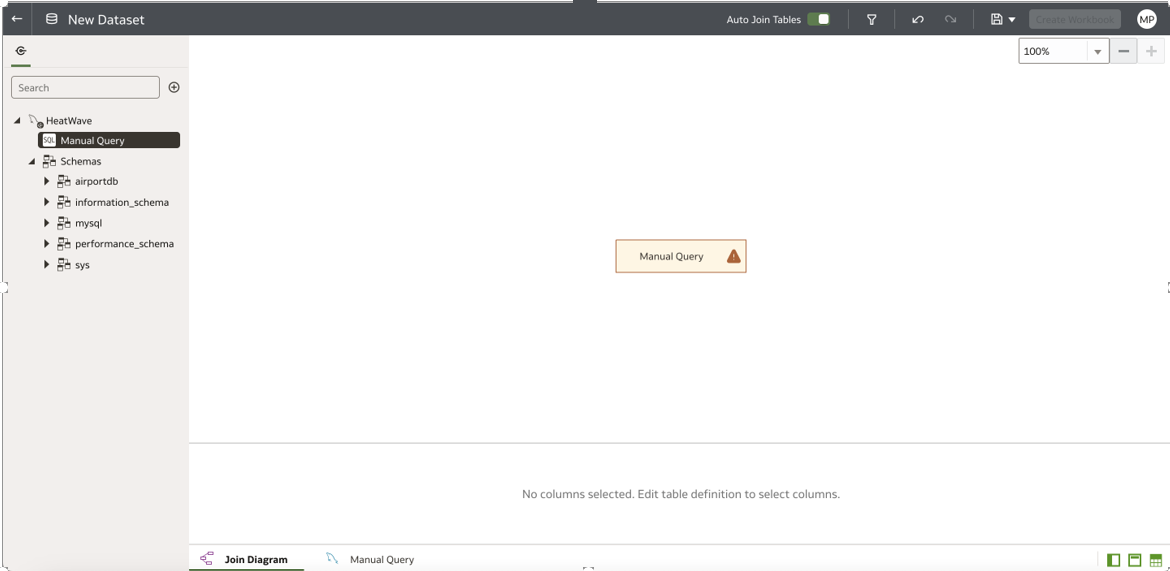 New Dataset
Auto Join Tables
Create Workbook
MP
100%
Search
HeatWave
SQL Manual Query
Schemas
airportdb
information_schema
mysql
performance_schema
sys
Manual Query
No columns selected. Edit table definition to select columns.
Join Diagram
Manual Query